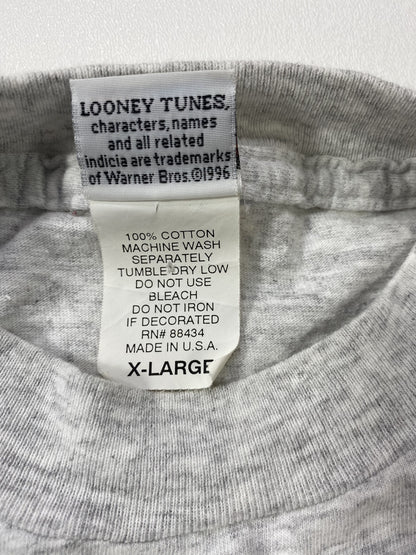 LOONEY TUNES,
characters, names
and all related
indicia are trademarks
of Warner Bros.©1996
100% COTTON
MACHINE WASH
SEPARATELY
TUMBLE DRY LOW
DO NOT USE
BLEACH
DO NOT IRON
IF DECORATED
RN# 88434
MADE IN U.S.A.
X-LARGE